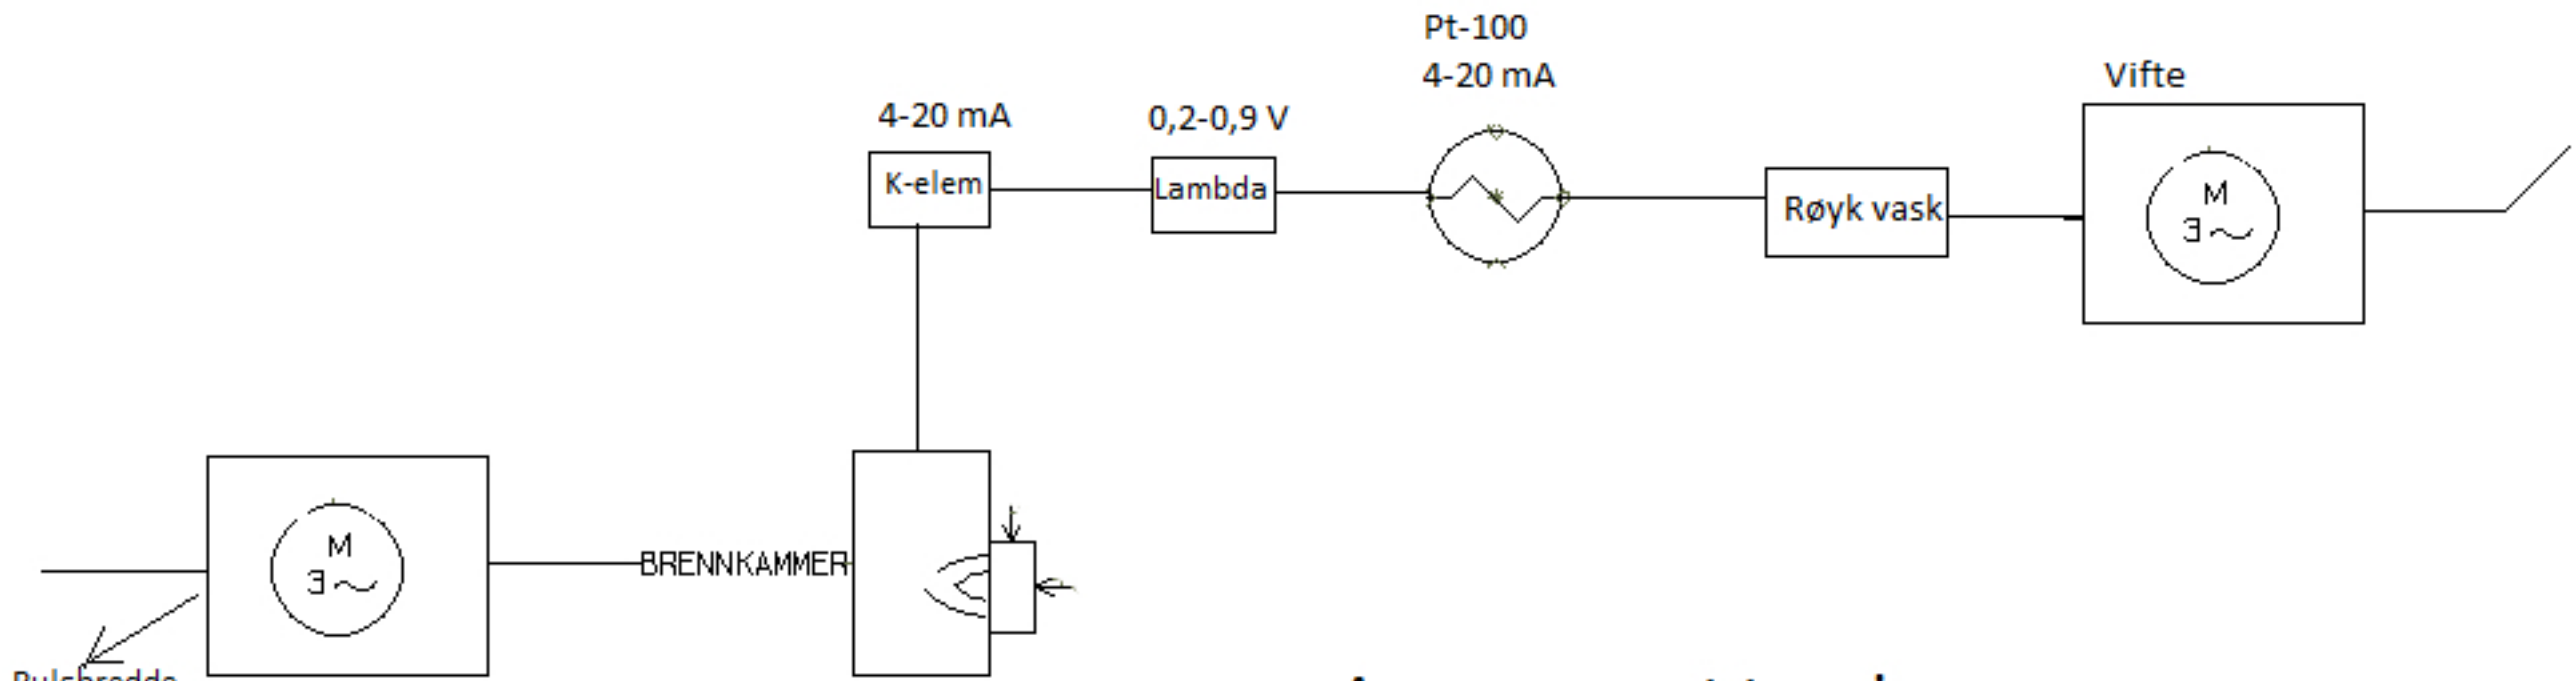 Pt-100
4-20 mA
Vifte
4-20 mA
0,2-0,9 V
K-elem
Lambda
Røyk vask
M
3~
M
3~
BRENNKAMMER
Pulsbredde